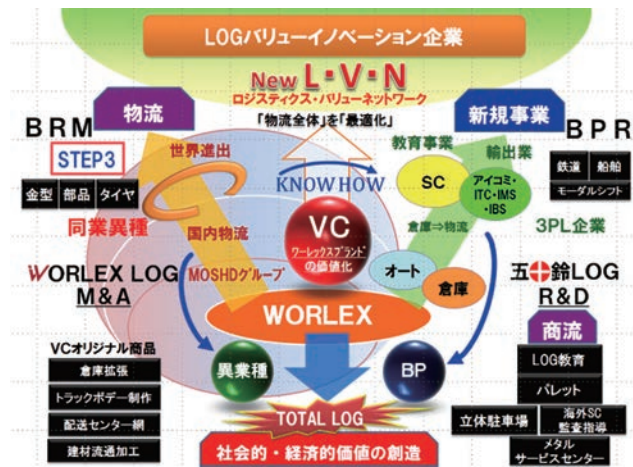 LOGバリューイノベーション企業
New L・V・N
ロジスティクス・バリューネットワーク
「物流全体」を「最適化」
物流
新規事業
BRM
STEP3
金型
部品
タイヤ
同業異種
世界進出
国内物流
KNOW HOW
教育事業
SC
輸出業
アイコミ・
ITC・IMS
・IBS
倉庫⇒物流
BPR
鉄道
船舶
モーダルシフト
3PL企業
VC
ワーレックスブランド
の価値化
オート
倉庫
WORLEX LOG
M&A
MOSHDグループ
WORLEX
五鈴LOG
R&D
商流
VCオリジナル商品
倉庫拡張
トラックボデー制作
配送センター網
建材流通加工
異業種
BP
TOTAL LOG
社会的・経済的価値の創造
LOG教育
パレット
立体駐車場
海外SC
監査指導
メタル
サービスセンター